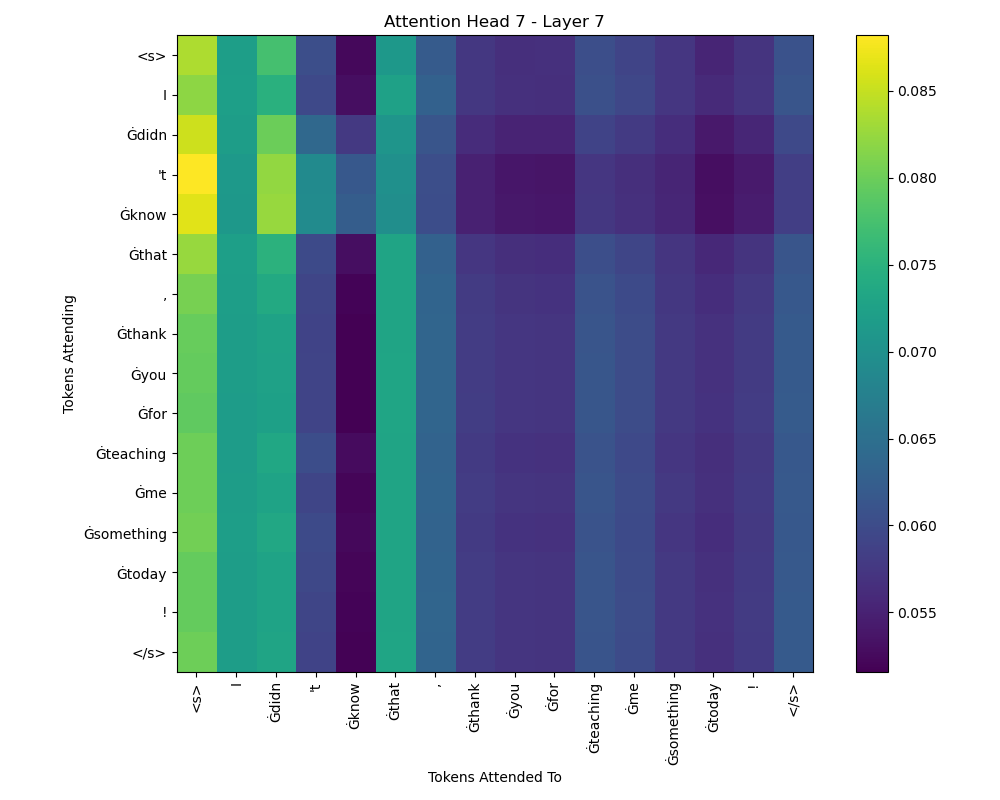 Attention Head 7 - Layer 7
Tokens Attending
<s>
I
Ġdidn
't
Ġknow
Ġthat
,
Ġthank
Ġyou
Ġfor
Ġteaching
Ġme
Ġsomething
Ġtoday
!
</s>
<s>
I
Ġdidn
't
Ġknow
Ġthat
,
Ġthank
Ġyou
Ġfor
Ġteaching
Ġme
Ġsomething
Ġtoday
!
</s>
Tokens Attended To
0.085
0.080
0.075
0.070
0.065
0.060
0.055